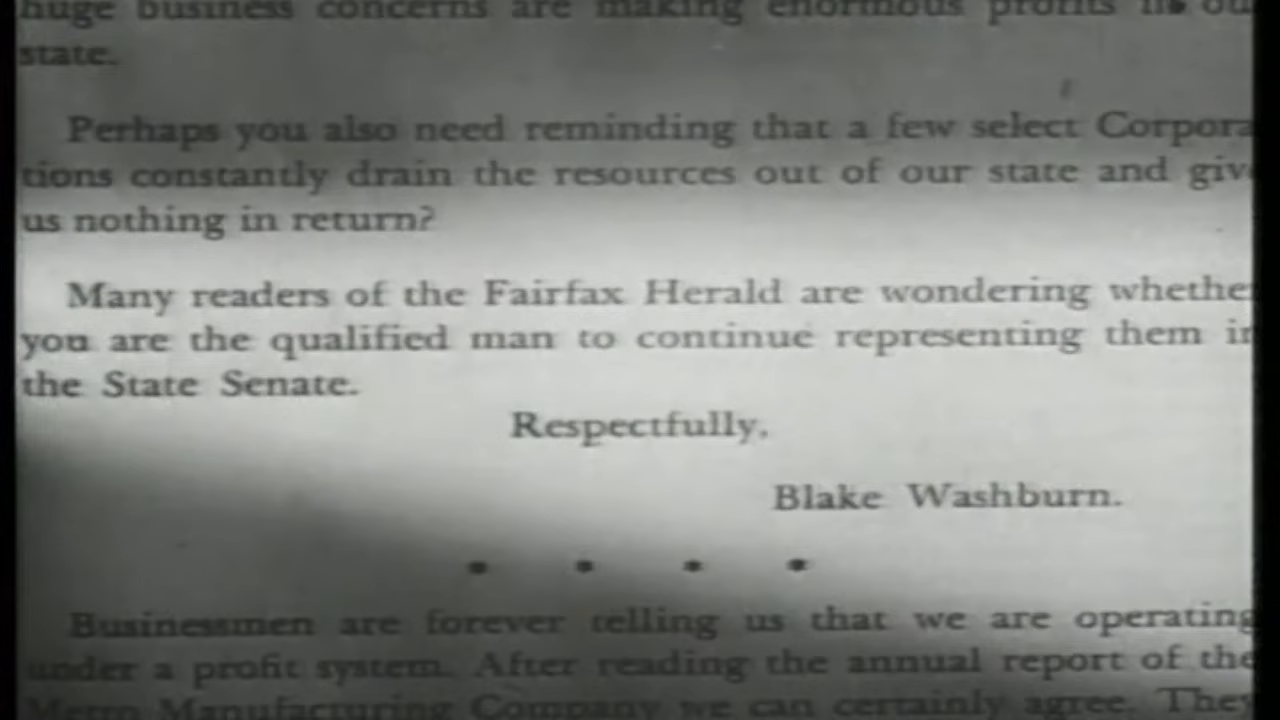 huge business concerns are making enormous profits in our
state.
Perhaps you also need reminding that a few select Corpora
tions constantly drain the resources out of our state and give
us nothing in return?
Many readers of the Fairfax Herald are wondering whether
you are the qualified man to continue representing them in
the State Senate.
Respectfully,
Blake Washburn.
Businessmen are forever telling us that we are operating
under a profit system. After reading the annual report of the
Metro Manufacturing Company we can certainly agree. They